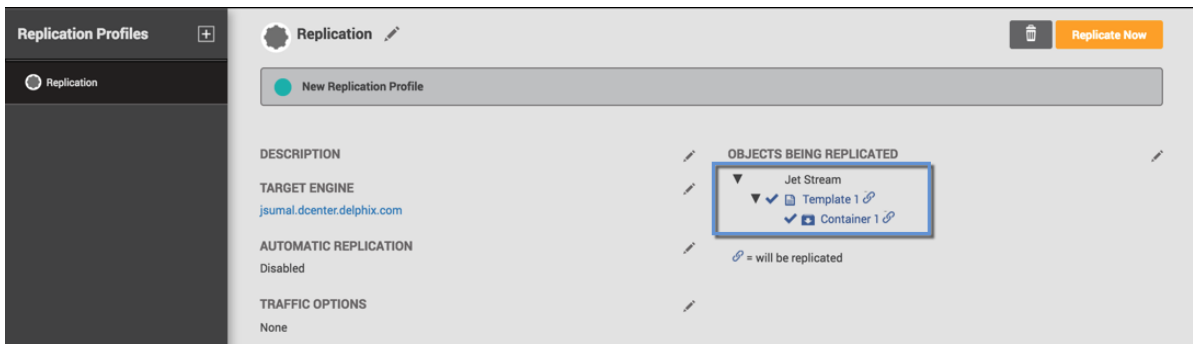 Replication Profiles
Replication
Replication
Replicate Now
New Replication Profile
DESCRIPTION
TARGET ENGINE
jsumal.dcenter.delphix.com
AUTOMATIC REPLICATION
Disabled
TRAFFIC OPTIONS
None
OBJECTS BEING REPLICATED
Jet Stream
Template 1
Container 1
= will be replicated